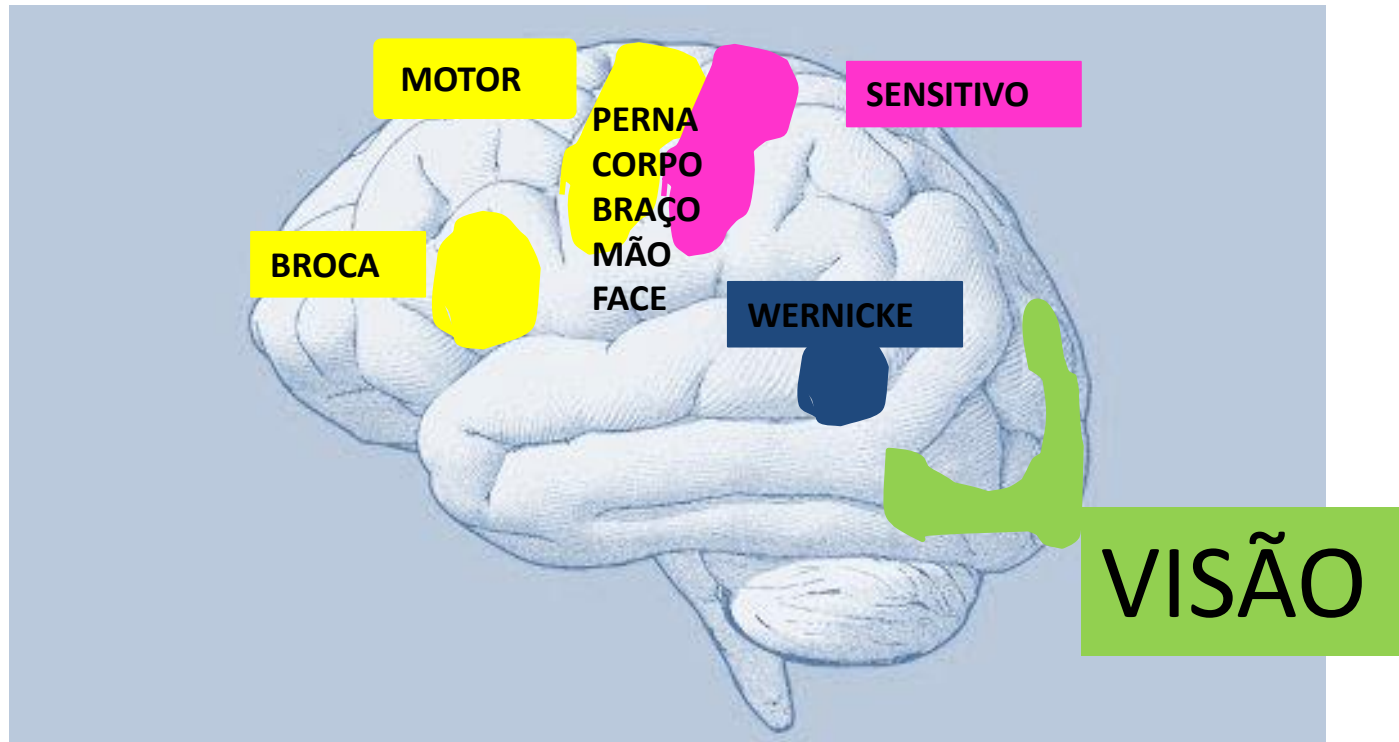 MOTOR
SENSITIVO
PERNA
CORPO
BRAÇO
MÃO
FACE
BROCA
WERNICKE
VISÃO